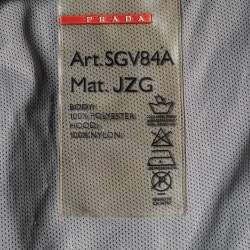 PRADA
Art.SGV84A
Mat. JZG
BODY:
100% POLYESTER
HOOD:
100% NYLON